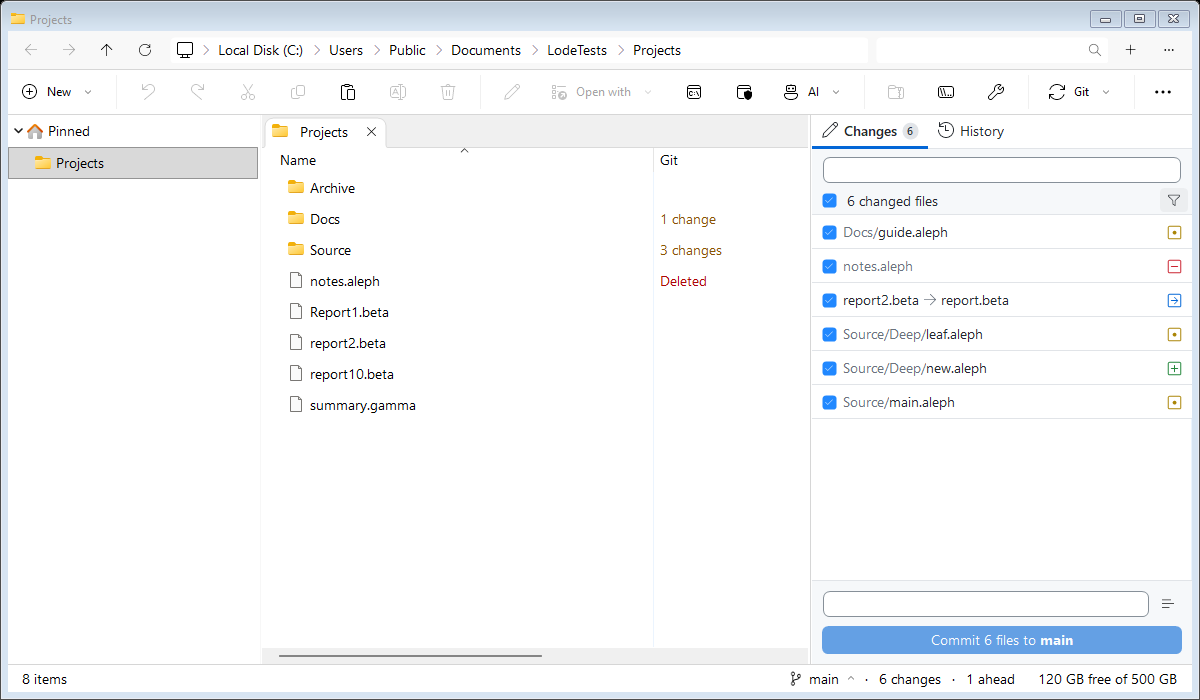 Projects
Local Disk (C:) Users Public Documents LodeTests Projects
New Open with AI Git
Pinned
Projects
Projects
Name Git
Archive
Docs 1 change
Source 3 changes
notes.aleph Deleted
Report1.beta
report2.beta
report10.beta
summary.gamma
Changes 6 History
6 changed files
Docs/guide.aleph
notes.aleph
report2.beta → report.beta
Source/Deep/leaf.aleph
Source/Deep/new.aleph
Source/main.aleph
Commit 6 files to main
8 items main · 6 changes · 1 ahead 120 GB free of 500 GB